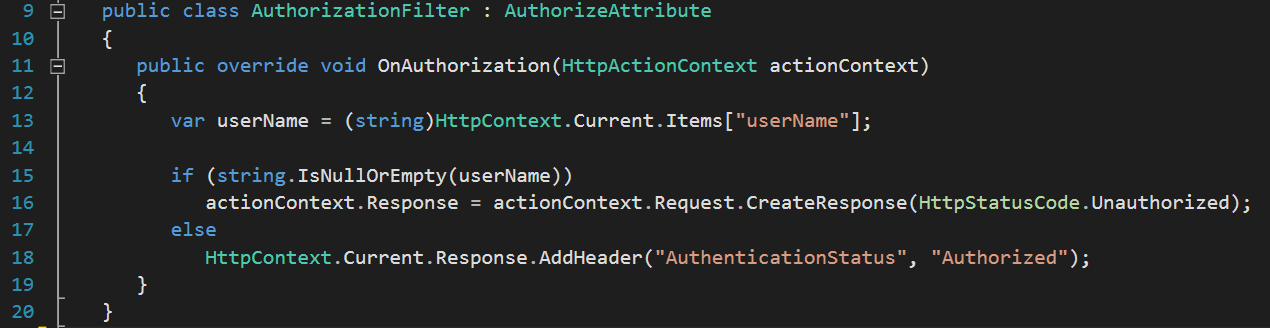 9 public class AuthorizationFilter : AuthorizeAttribute
10 {
11 public override void OnAuthorization(HttpActionContext actionContext)
12 {
13 var userName = (string)HttpContext.Current.Items["userName"];
14
15 if (string.IsNullOrEmpty(userName))
16 actionContext.Response = actionContext.Request.CreateResponse(HttpStatusCode.Unauthorized);
17 else
18 HttpContext.Current.Response.AddHeader("AuthenticationStatus", "Authorized");
19 }
20 }